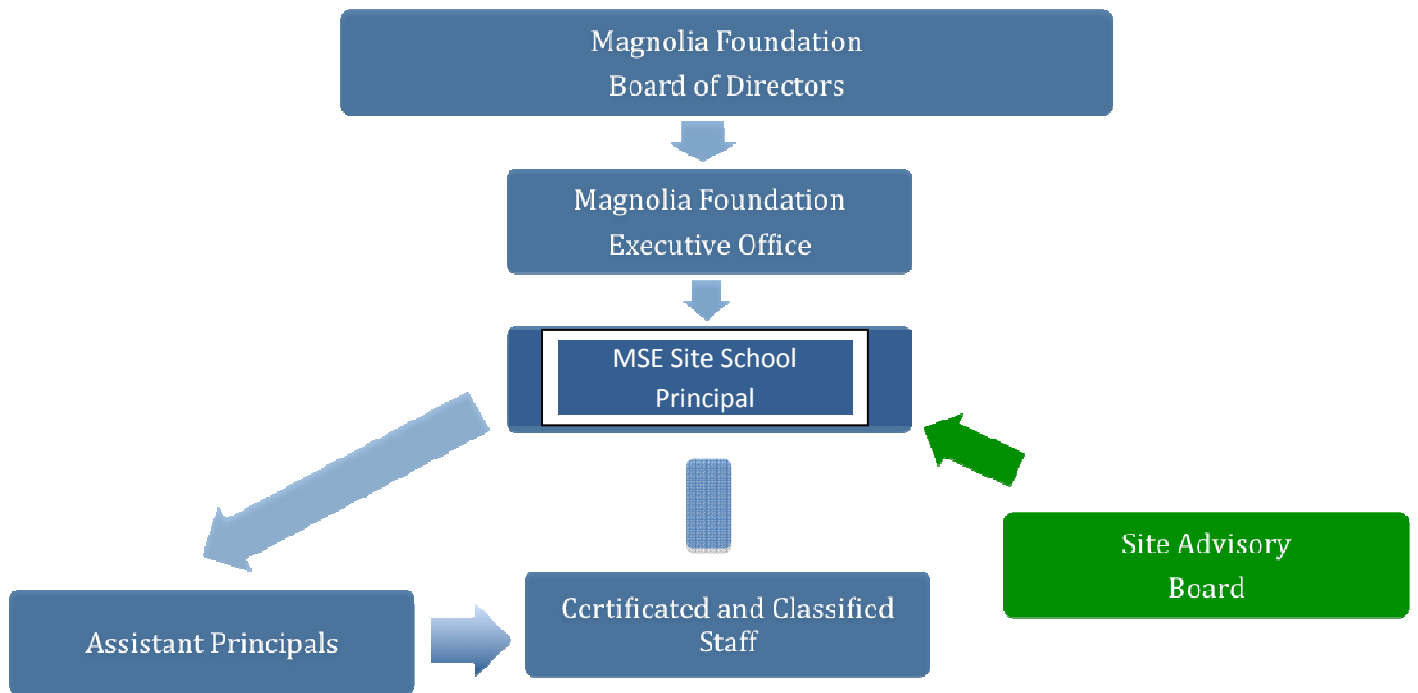 Magnolia Foundation
Board of Directors
Magnolia Foundation
Executive Office
MSE Site School
Principal
Site Advisory
Board
Assistant Principals
Certificated and Classified
Staff